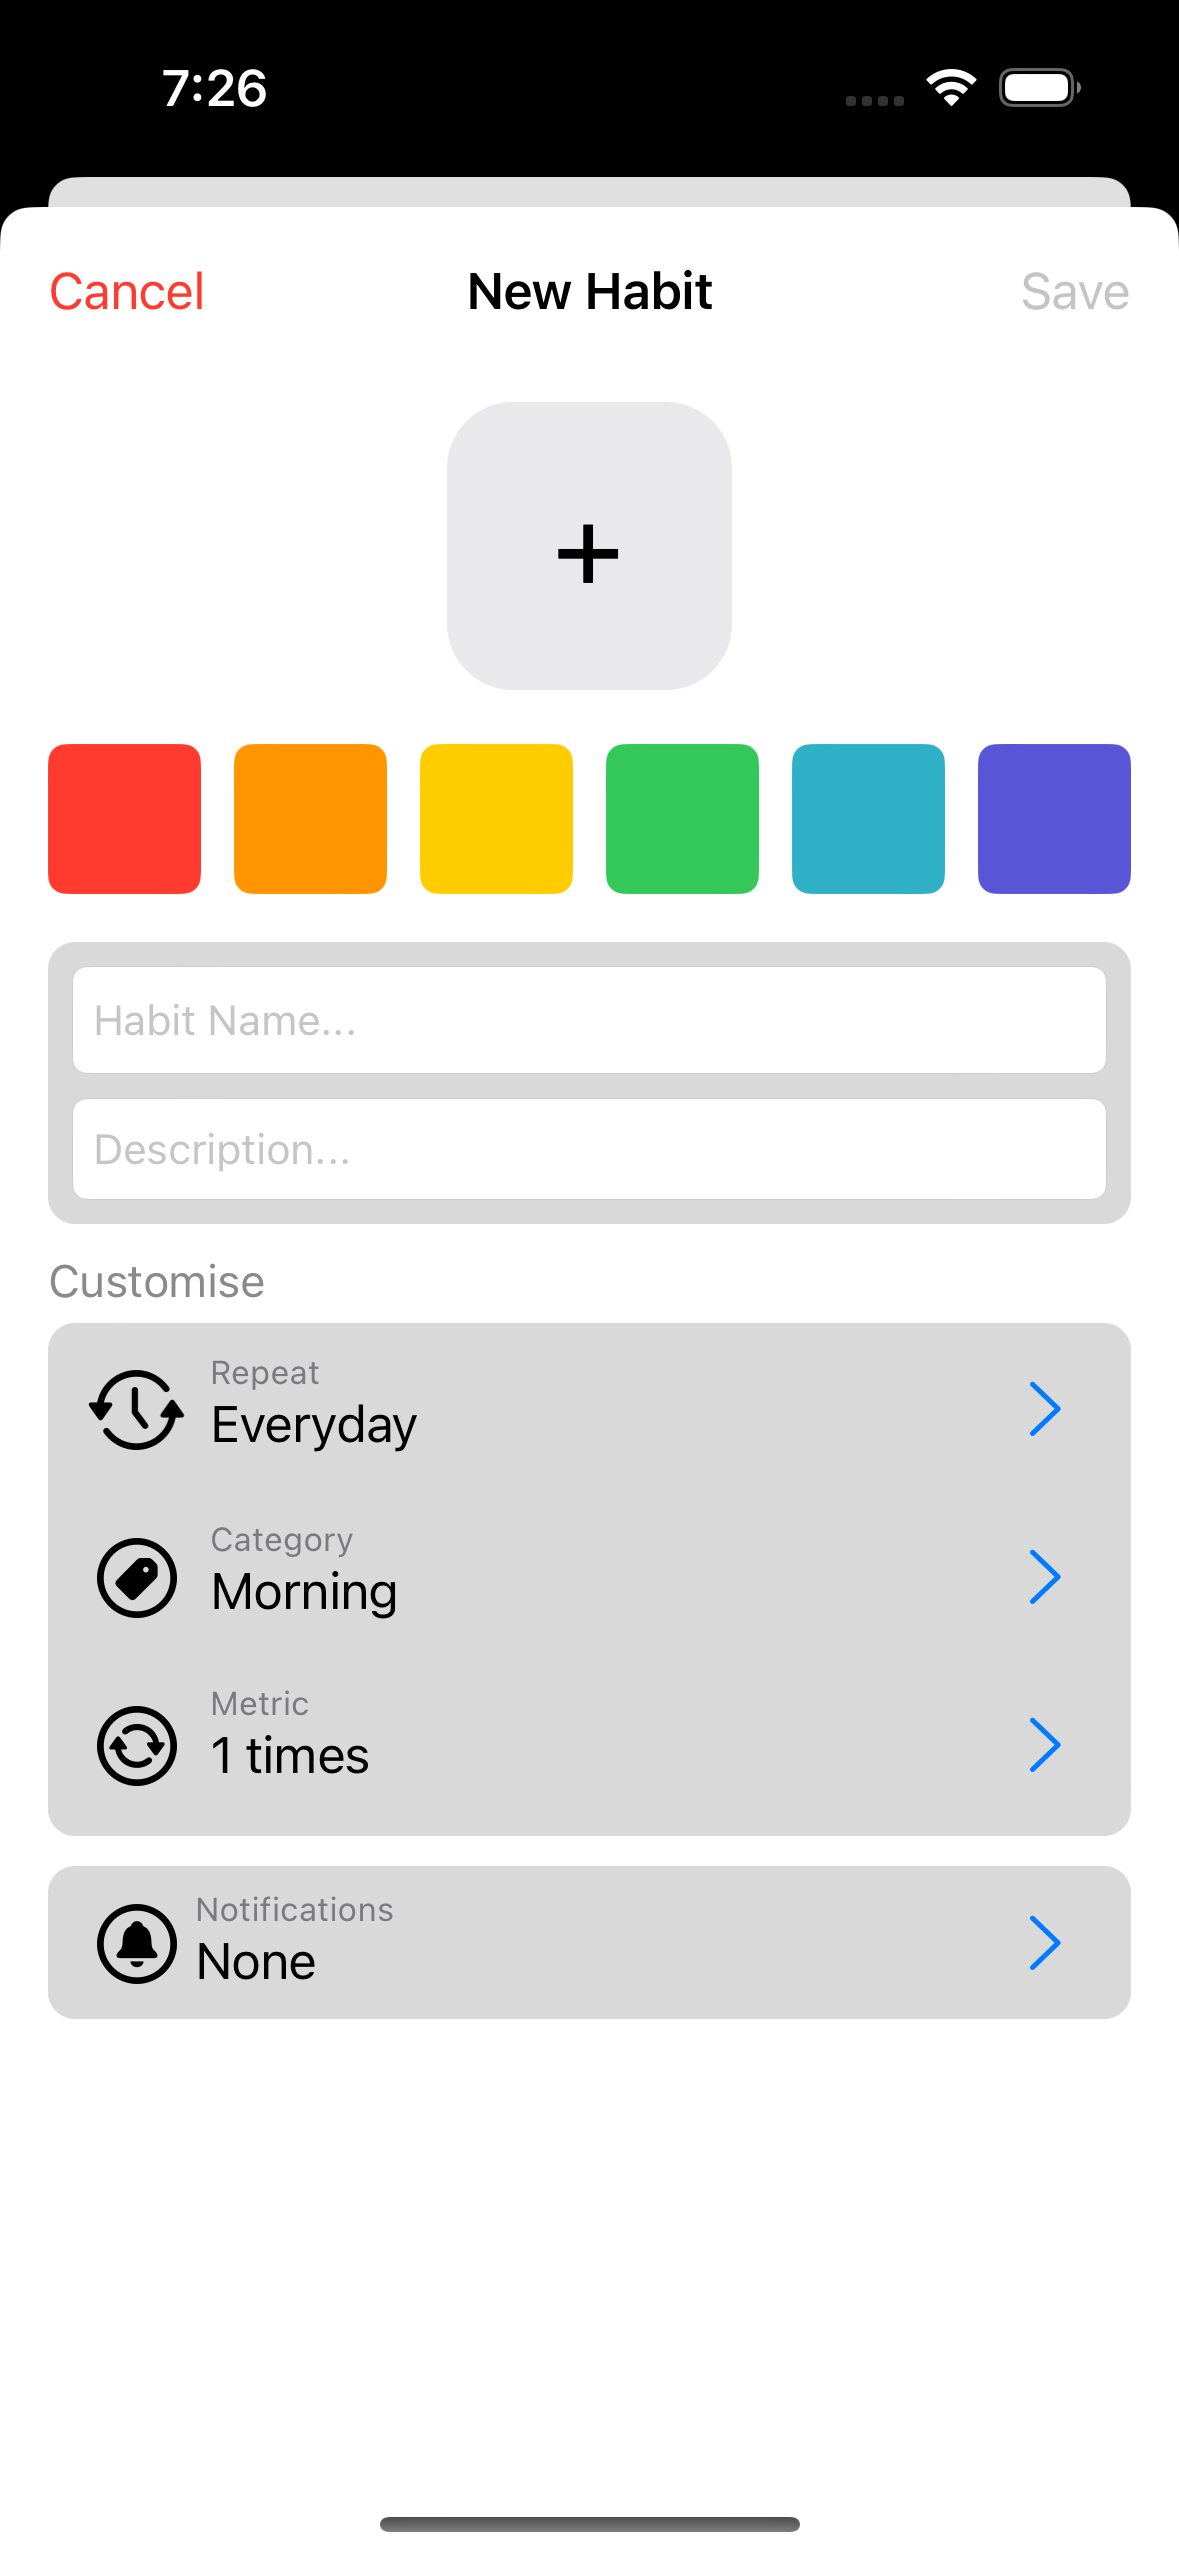 7:26
Cancel New Habit Save
+
Habit Name...
Description...
Customise
Repeat
Everyday
Category
Morning
Metric
1 times
Notifications
None